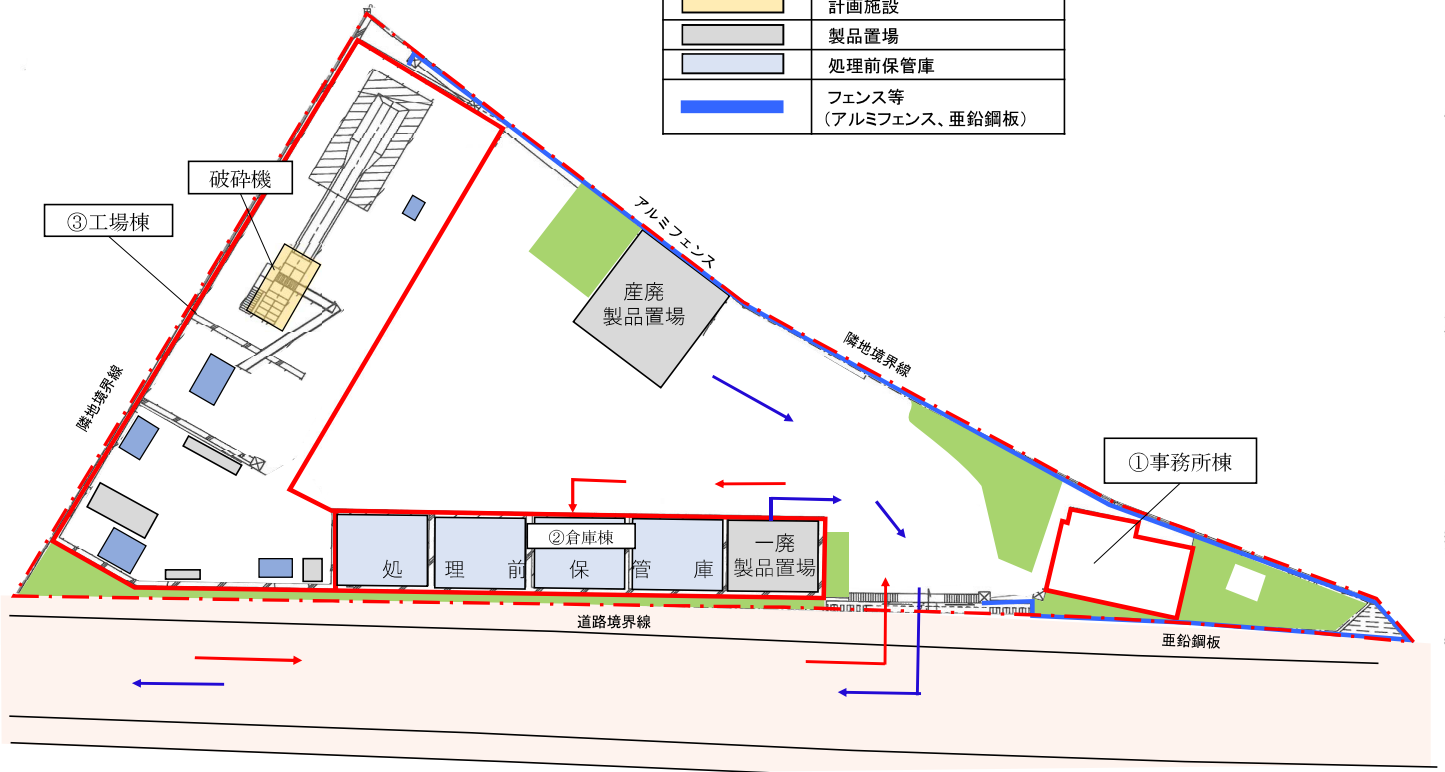 計画施設
製品置場
処理前保管庫
フェンス等
(アルミフェンス、亜鉛鋼板)
破砕機
③工場棟
アルミフェンス
産廃
製品置場
隣地境界線
隣地境界線
①事務所棟
②倉庫棟
処理前保管庫
一廃
製品置場
道路境界線
亜鉛鋼板